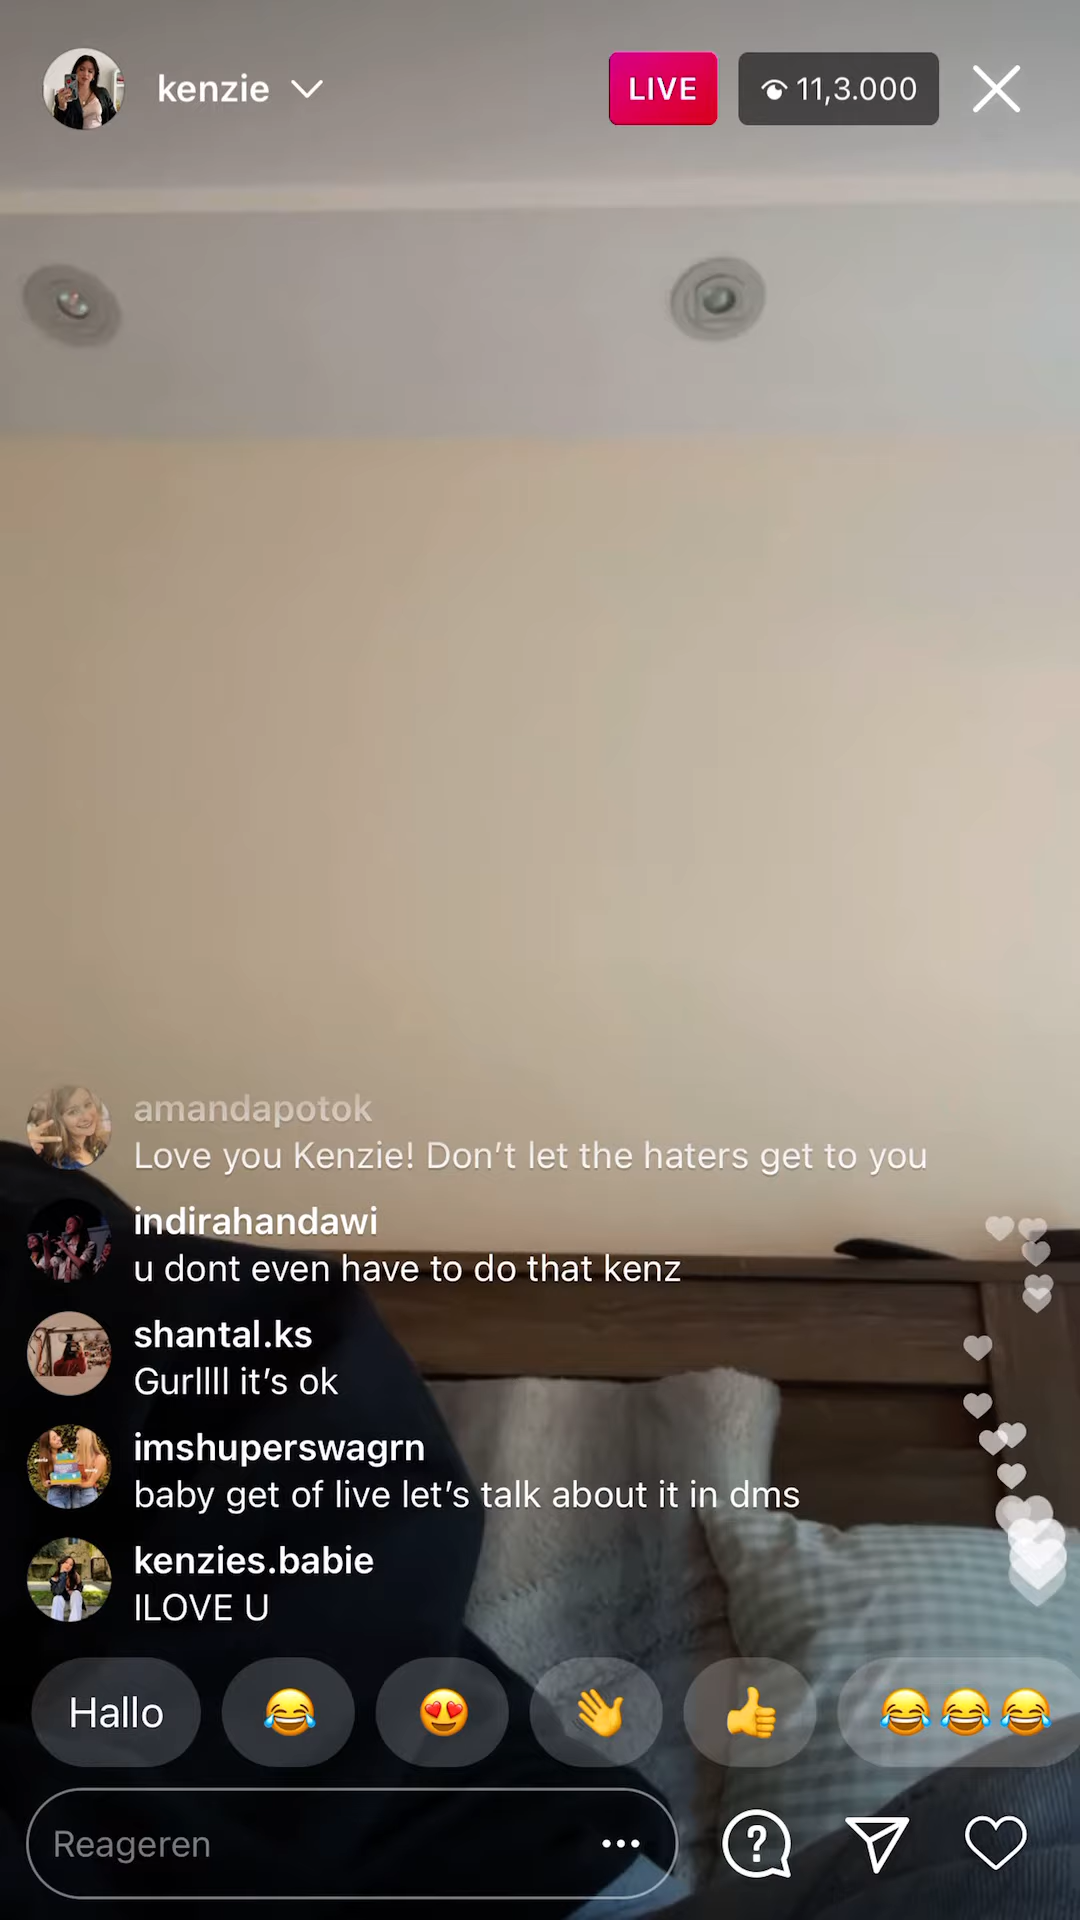 kenzie
LIVE
11,3.000
amandapotok
Love you Kenzie! Don’t let the haters get to you
indirahandawi
u dont even have to do that kenz
shantal.ks
Gurllll it’s ok
imshuperswagrn
baby get of live let’s talk about it in dms
kenzies.babie
ILOVE U
Hallo
Reageren